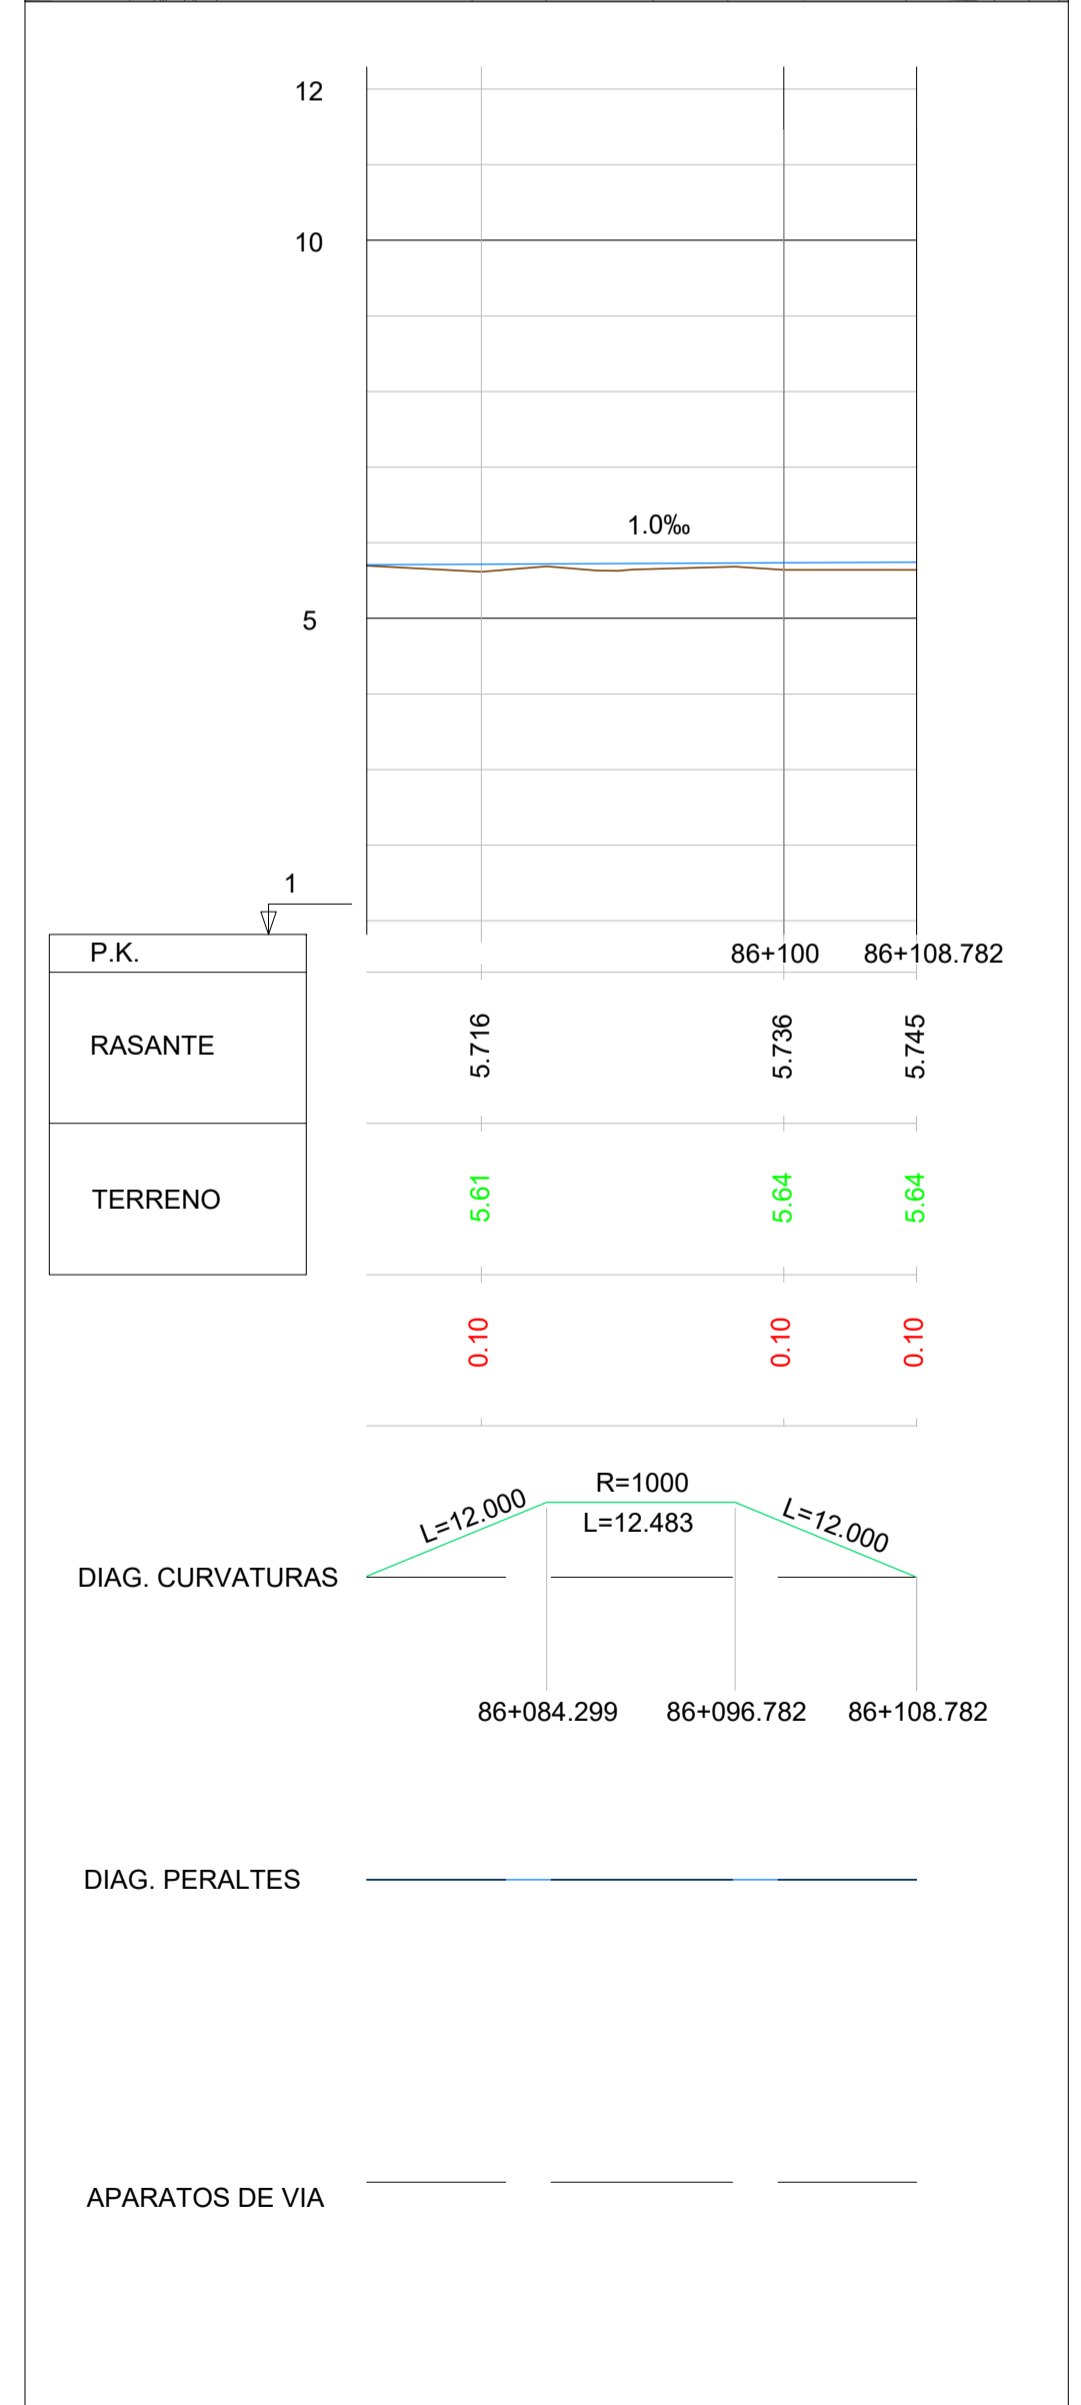 12
10
1.0‰
5
1
P.K.
86+100 86+108.782
RASANTE
5.716 5.736 5.745
TERRENO
5.61 5.64 5.64
0.10 0.10 0.10
R=1000
L=12.000 L=12.483 L=12.000
DIAG. CURVATURAS
86+084.299 86+096.782 86+108.782
DIAG. PERALTES
APARATOS DE VIA